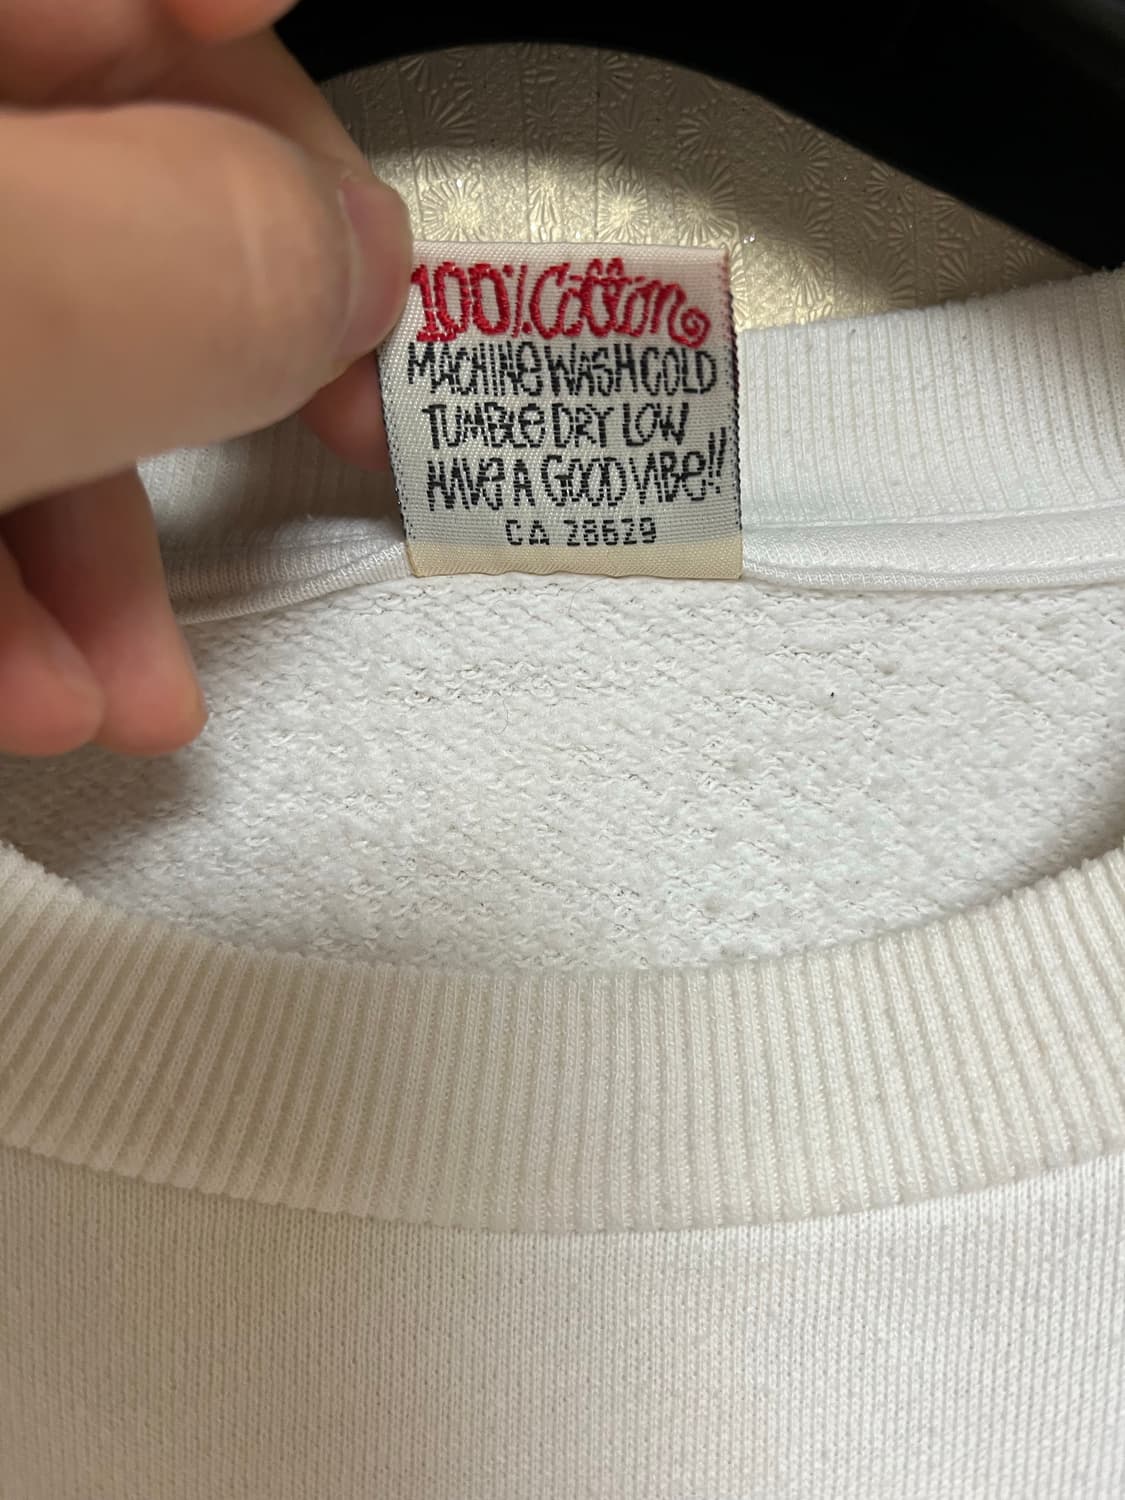 100% Cotton
MACHINE WASH COLD
TUMBLE DRY LOW
HAVE A GOOD VIBE!!
CA 28629